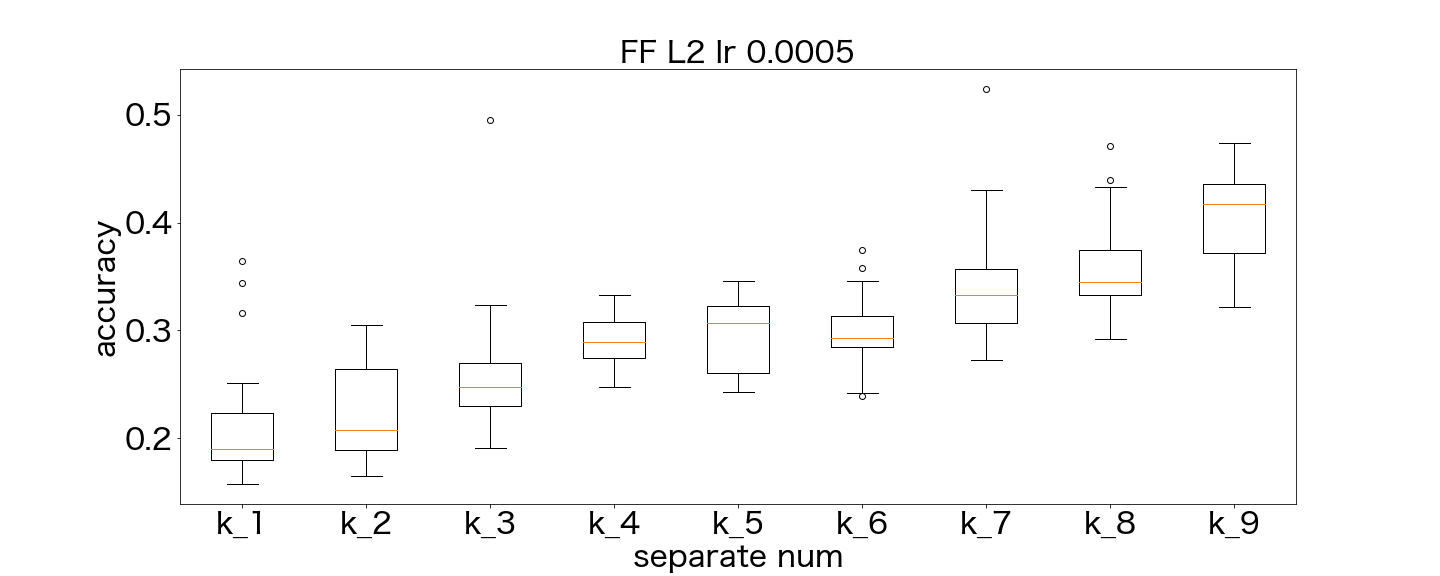 FF L2 lr 0.0005
accuracy
0.5
0.4
0.3
0.2
k_1 k_2 k_3 k_4 k_5 k_6 k_7 k_8 k_9
separate num